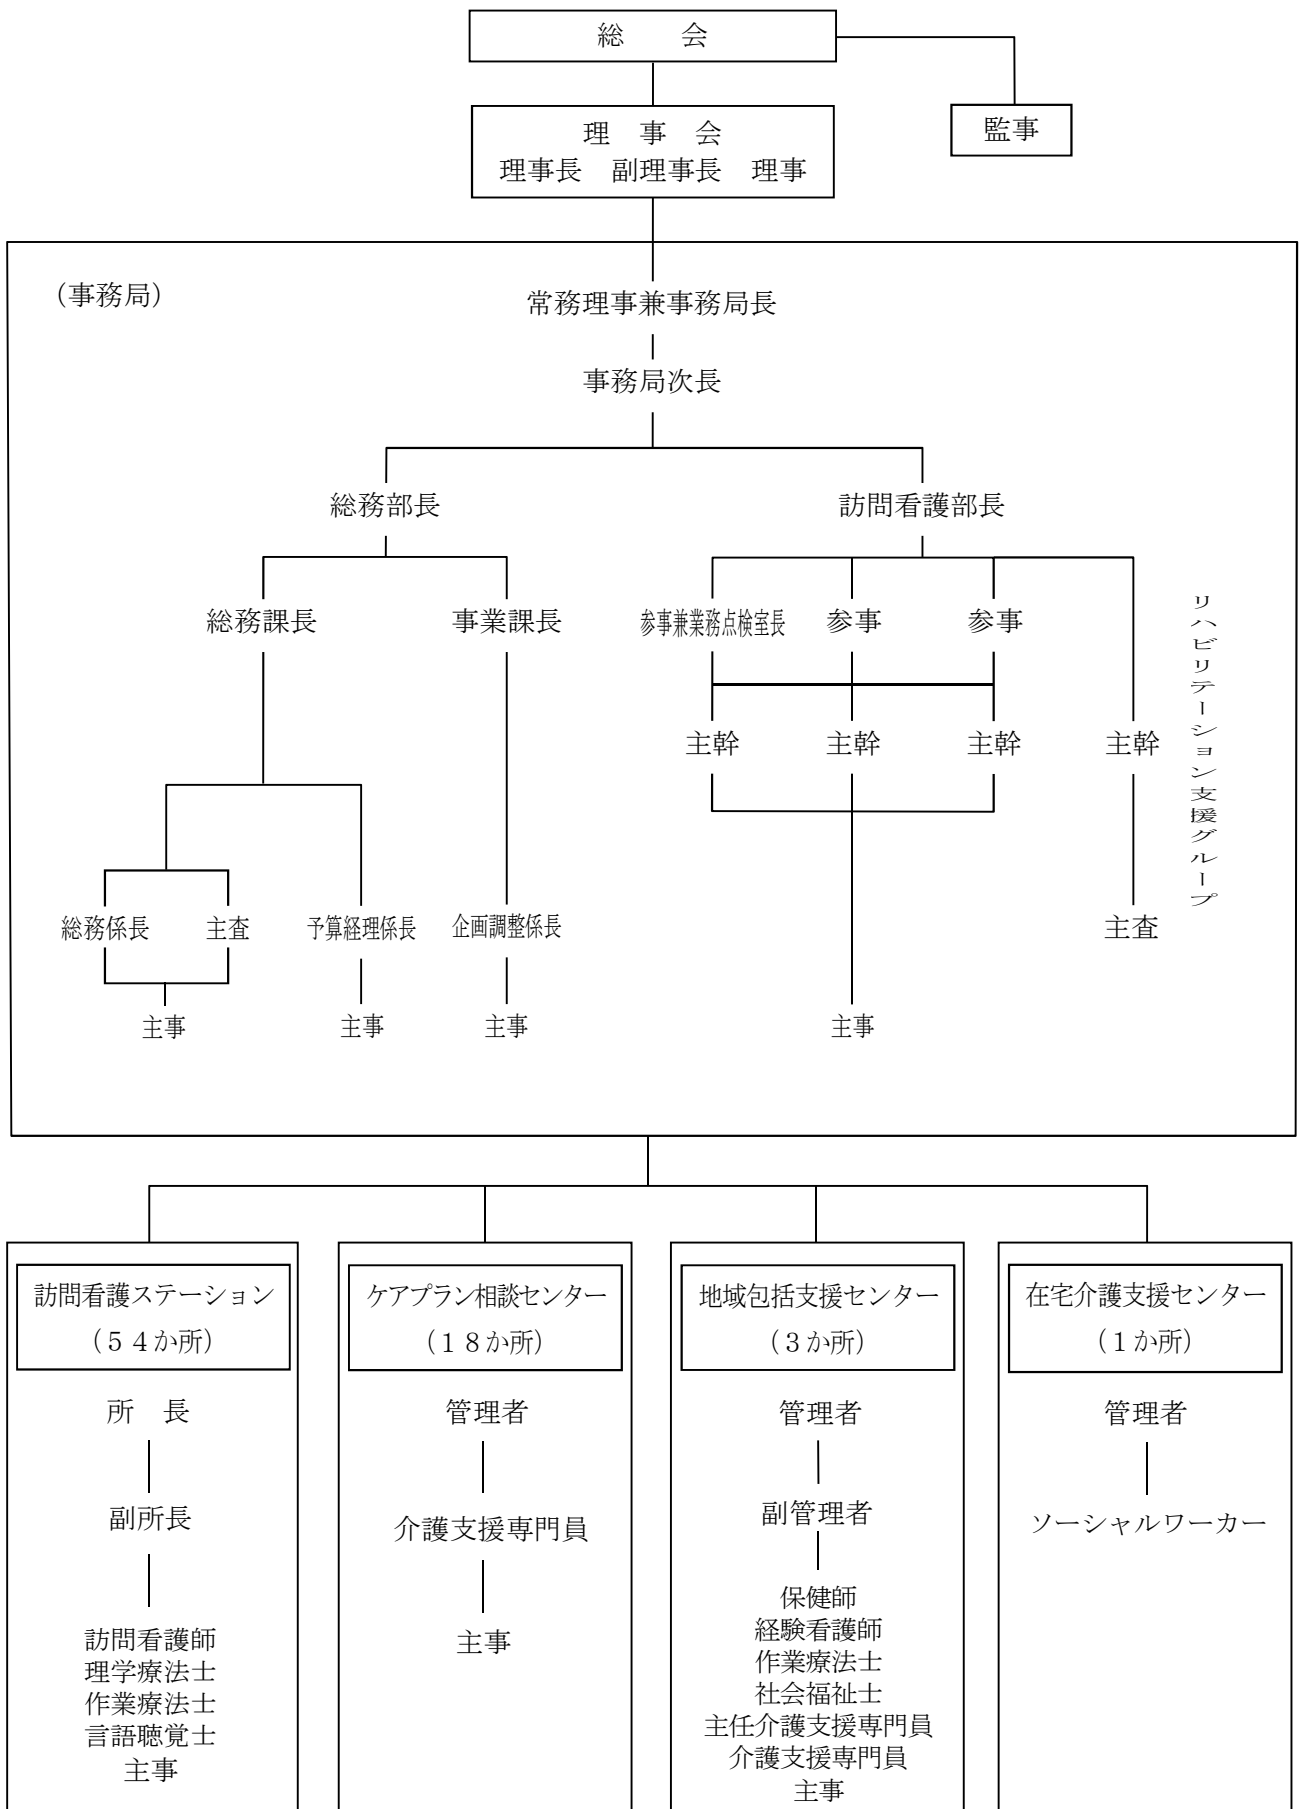 総　　会
監事
理　事　会
理事長　副理事長　理事
（事務局）
常務理事兼事務局長
事務局次長
総務部長
訪問看護部長
総務課長
事業課長
参事兼業務点検室長
参事
参事
リハビリテーション支援グループ
主幹
主幹
主幹
主幹
総務係長
主査
予算経理係長
企画調整係長
主査
主事
主事
主事
主事
訪問看護ステーション
（５４か所）
所　長
副所長
訪問看護師
理学療法士
作業療法士
言語聴覚士
主事
ケアプラン相談センター
（１８か所）
管理者
介護支援専門員
主事
地域包括支援センター
（３か所）
管理者
副管理者
保健師
経験看護師
作業療法士
社会福祉士
主任介護支援専門員
介護支援専門員
主事
在宅介護支援センター
（１か所）
管理者
ソーシャルワーカー